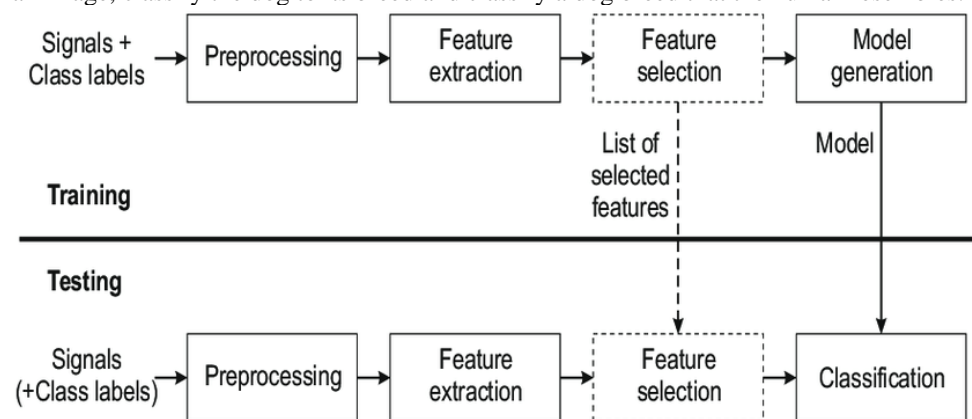 Signals +
Class labels
Preprocessing
Feature
extraction
Feature
selection
Model
generation
List of
selected
features
Model
Training
Testing
Signals
(+Class labels)
Preprocessing
Feature
extraction
Feature
selection
Classification